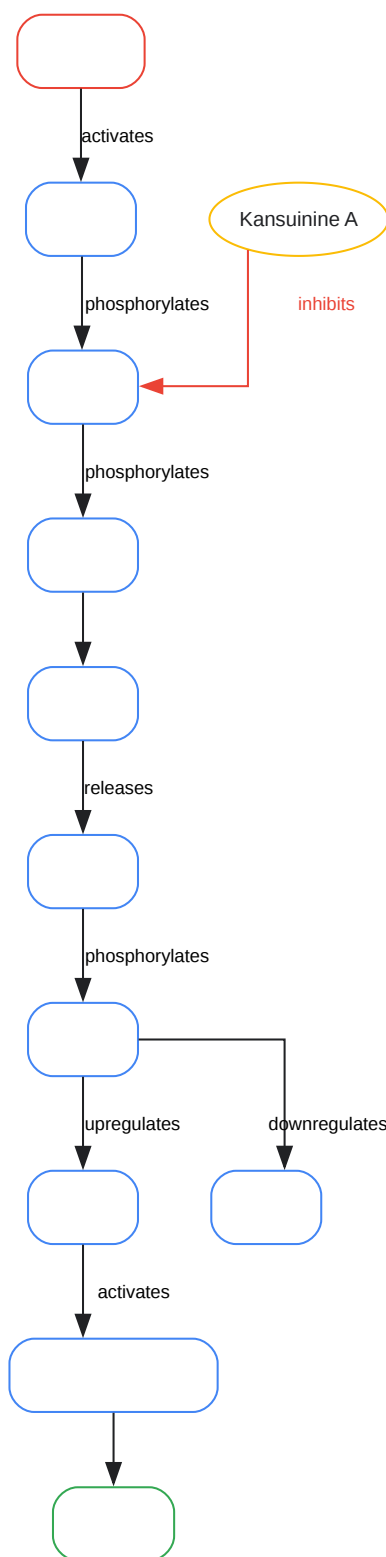 activates
Kansuinine A
phosphorylates
inhibits
phosphorylates
releases
phosphorylates
upregulates
downregulates
activates